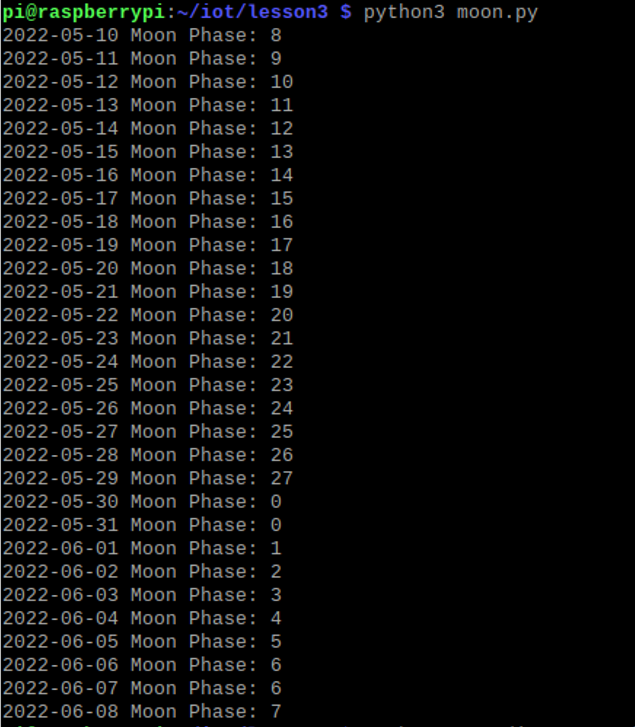 pi@raspberrypi:~/iot/lesson3 $ python3 moon.py
2022-05-10 Moon Phase: 8
2022-05-11 Moon Phase: 9
2022-05-12 Moon Phase: 10
2022-05-13 Moon Phase: 11
2022-05-14 Moon Phase: 12
2022-05-15 Moon Phase: 13
2022-05-16 Moon Phase: 14
2022-05-17 Moon Phase: 15
2022-05-18 Moon Phase: 16
2022-05-19 Moon Phase: 17
2022-05-20 Moon Phase: 18
2022-05-21 Moon Phase: 19
2022-05-22 Moon Phase: 20
2022-05-23 Moon Phase: 21
2022-05-24 Moon Phase: 22
2022-05-25 Moon Phase: 23
2022-05-26 Moon Phase: 24
2022-05-27 Moon Phase: 25
2022-05-28 Moon Phase: 26
2022-05-29 Moon Phase: 27
2022-05-30 Moon Phase: 0
2022-05-31 Moon Phase: 0
2022-06-01 Moon Phase: 1
2022-06-02 Moon Phase: 2
2022-06-03 Moon Phase: 3
2022-06-04 Moon Phase: 4
2022-06-05 Moon Phase: 5
2022-06-06 Moon Phase: 6
2022-06-07 Moon Phase: 6
2022-06-08 Moon Phase: 7